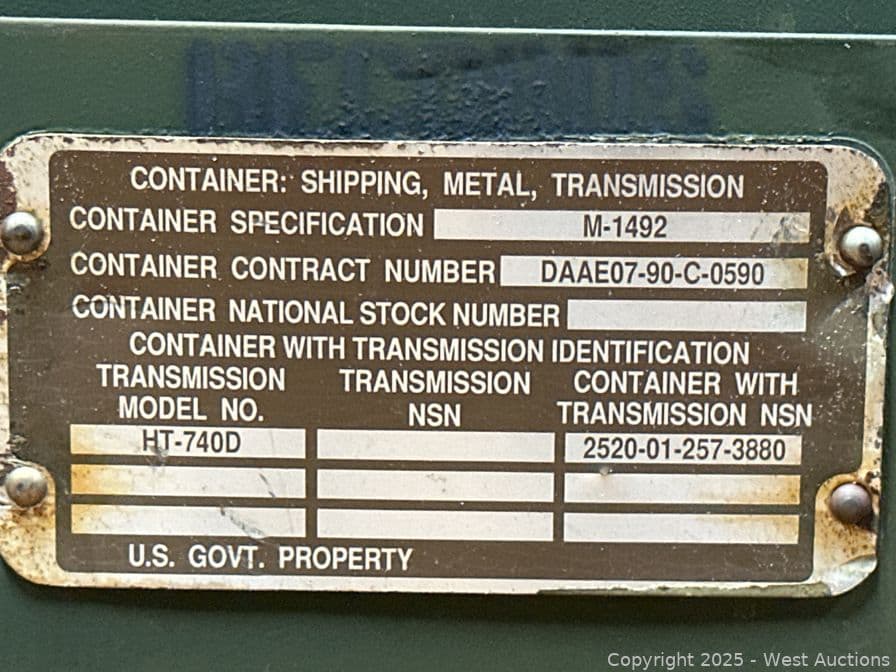 CONTAINER: SHIPPING, METAL, TRANSMISSION
CONTAINER SPECIFICATION M-1492
CONTAINER CONTRACT NUMBER DAAE07-90-C-0590
CONTAINER NATIONAL STOCK NUMBER
CONTAINER WITH TRANSMISSION IDENTIFICATION
TRANSMISSION MODEL NO.
TRANSMISSION NSN
CONTAINER WITH TRANSMISSION NSN
HT-740D 2520-01-257-3880
U.S. GOVT. PROPERTY
Copyright © 2025 - West Auctions